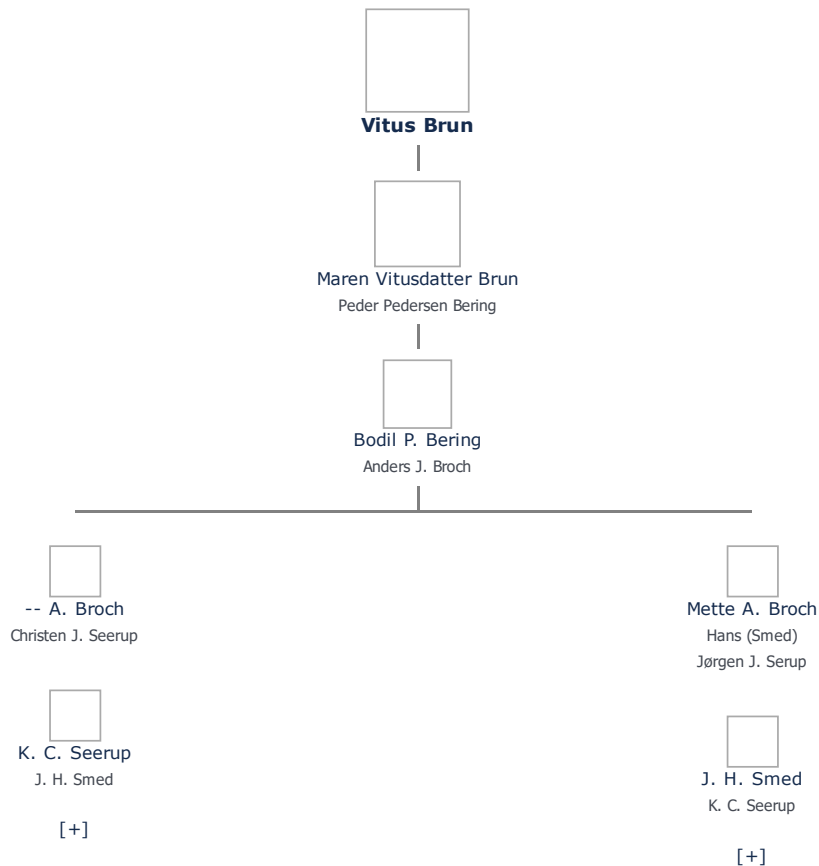 Vitus Brun
Maren Vitusdatter Brun
Peder Pedersen Bering
Bodil P. Bering
Anders J. Broch
-- A. Broch
Christen J. Seerup
K. C. Seerup
J. H. Smed
[+]
Mette A. Broch
Hans (Smed)
Jørgen J. Serup
J. H. Smed
K. C. Seerup
[+]